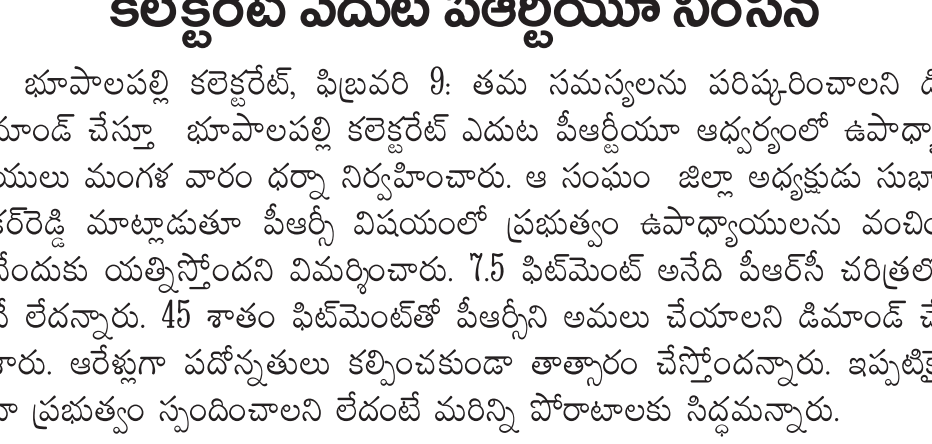 కలెక్టరేట్ ఎదుట పీఆర్టీయూ నిరసన
భూపాలపల్లి కలెక్టరేట్, ఫిబ్రవరి 9: తమ సమస్యలను పరిష్కరించాలని డి
మాండ్ చేస్తూ భూపాలపల్లి కలెక్టరేట్ ఎదుట పీఆర్టీయూ ఆధ్వర్యంలో ఉపాధ్యా
యులు మంగళ వారం ధర్నా నిర్వహించారు. ఆ సంఘం జిల్లా అధ్యక్షుడు సుభా
కర్‌రెడ్డి మాట్లాడుతూ పీఆర్సీ విషయంలో ప్రభుత్వం ఉపాధ్యాయులను వంచిం
చేందుకు యత్నిస్తోందని విమర్శించారు. 7.5 ఫిట్‌మెంట్ అనేది పీఆర్‌సీ చరిత్రలో
నే లేదన్నారు. 45 శాతం ఫిట్‌మెంట్‌తో పీఆర్సీని అమలు చేయాలని డిమాండ్ చే
శారు. ఆరేళ్లుగా పదోన్నతులు కల్పించకుండా తాత్సారం చేస్తోందన్నారు. ఇప్పటికై
నా ప్రభుత్వం స్పందించాలని లేదంటే మరిన్ని పోరాటాలకు సిద్ధమన్నారు.